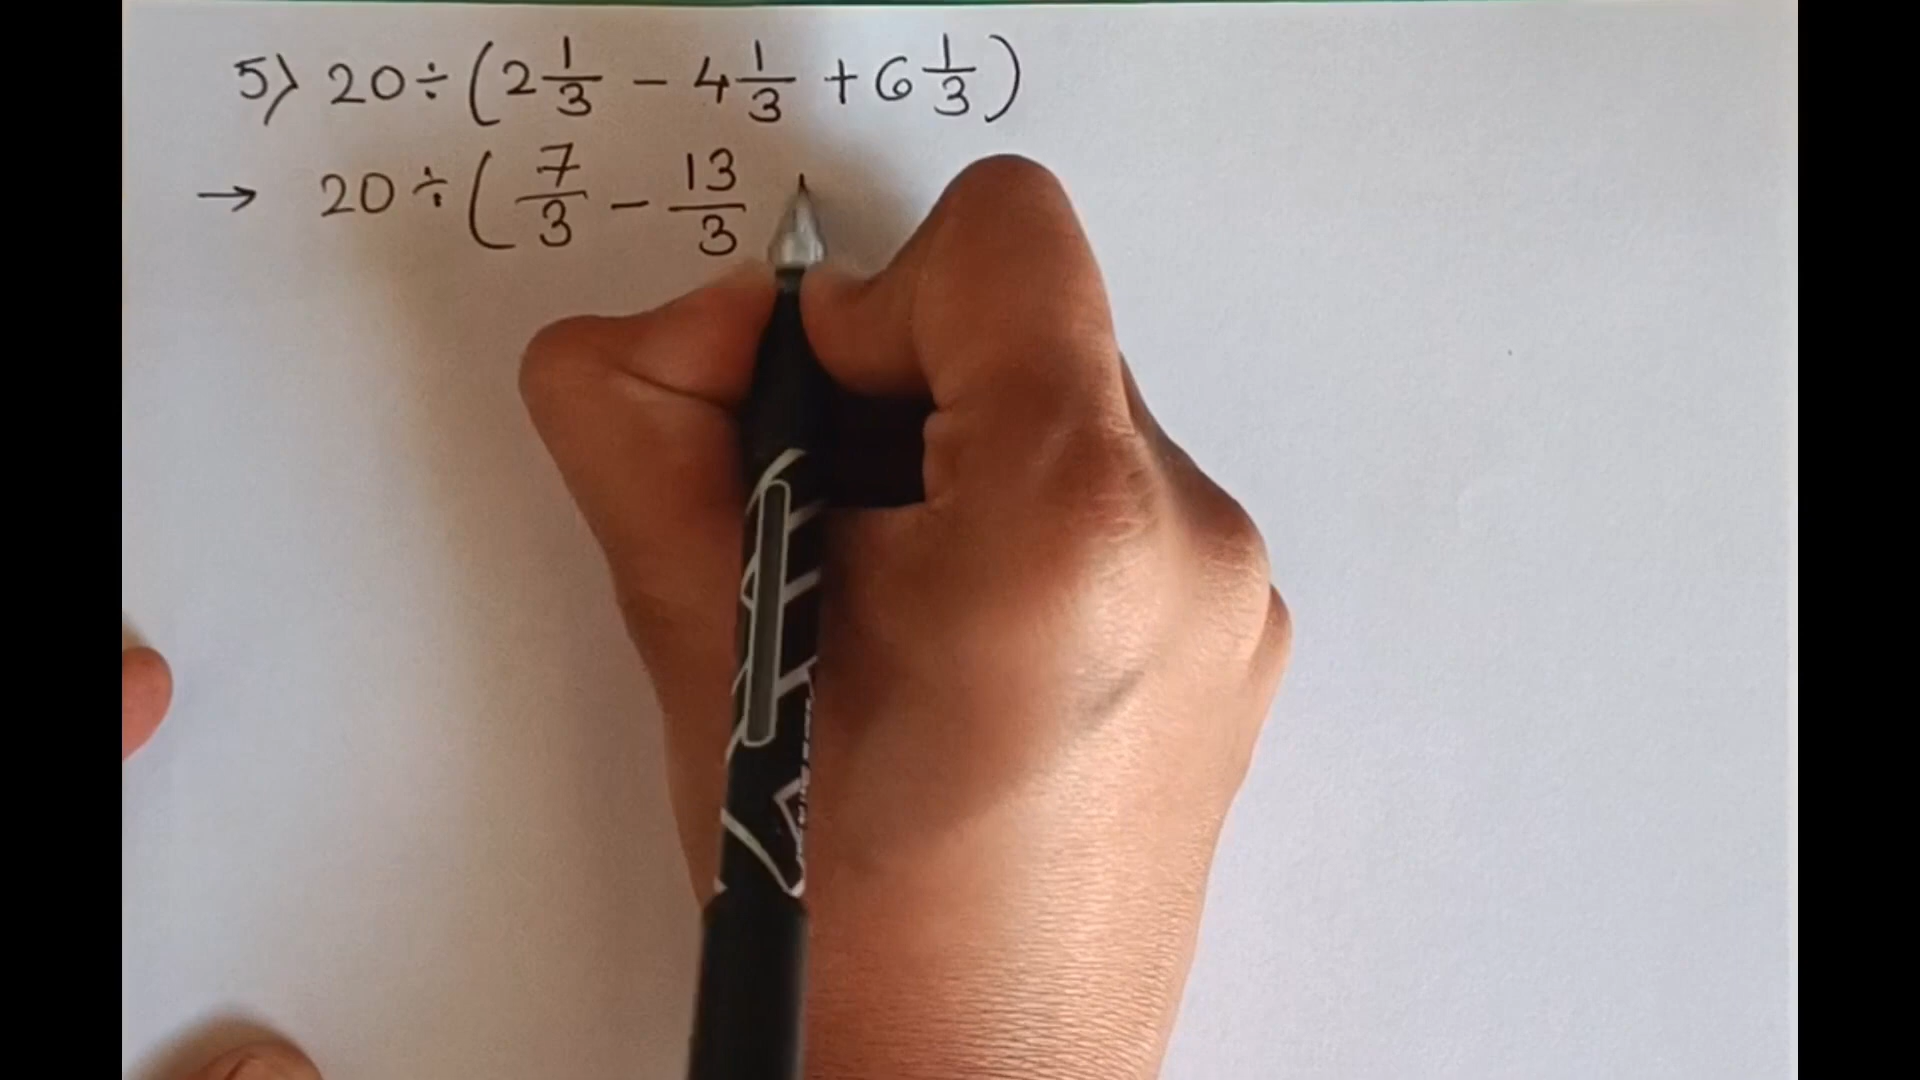 5) 20 ÷ (2 1/3 - 4 1/3 + 6 1/3)
→ 20 ÷ (7/3 - 13/3